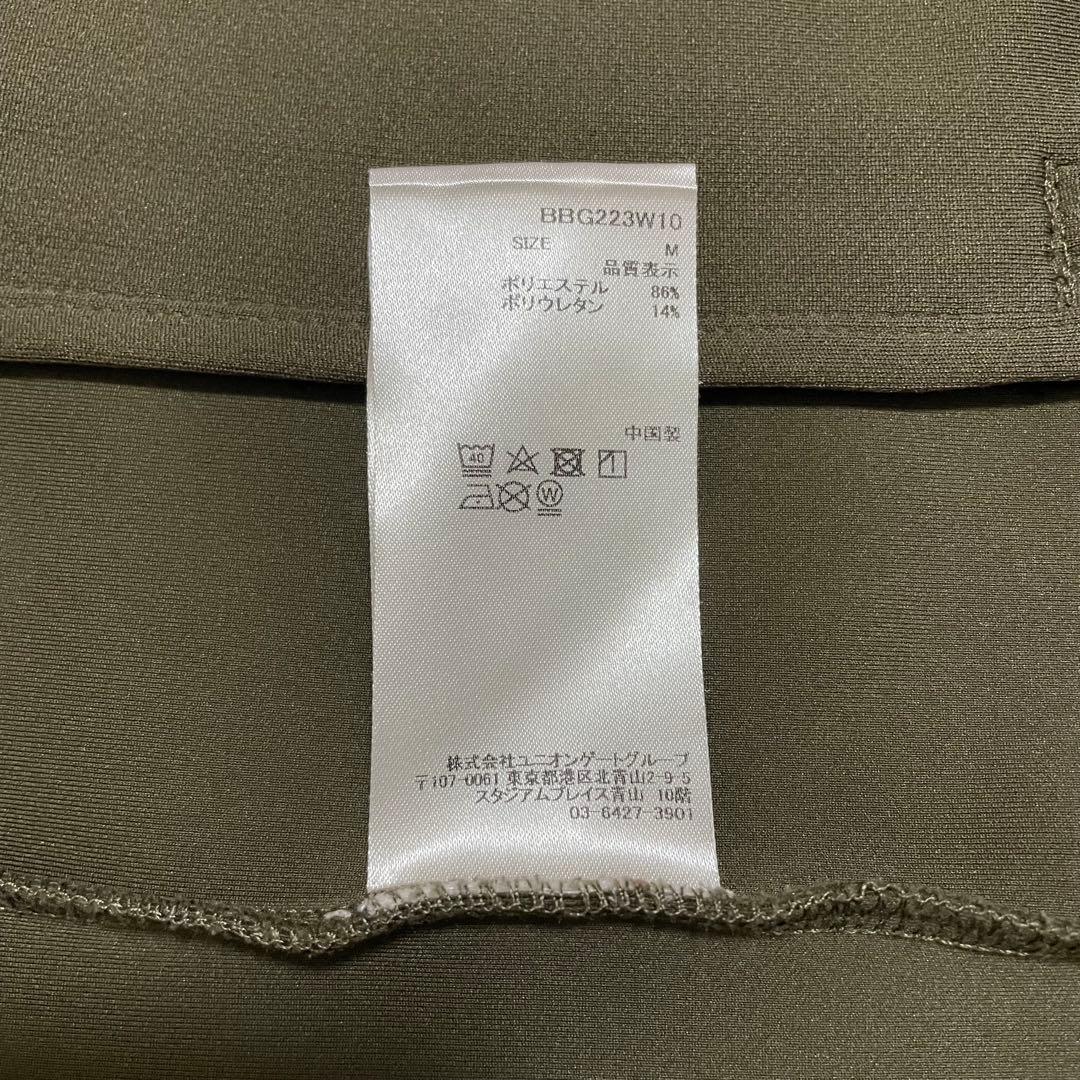 BBG223W10
SIZE M
品質表示
ポリエステル 86%
ポリウレタン 14%
中国製
40
W
株式会社ユニオンゲートグループ
〒107-0061 東京都港区北青山2-9-5
スタジアムプレイス青山 10階
03-6427-3901